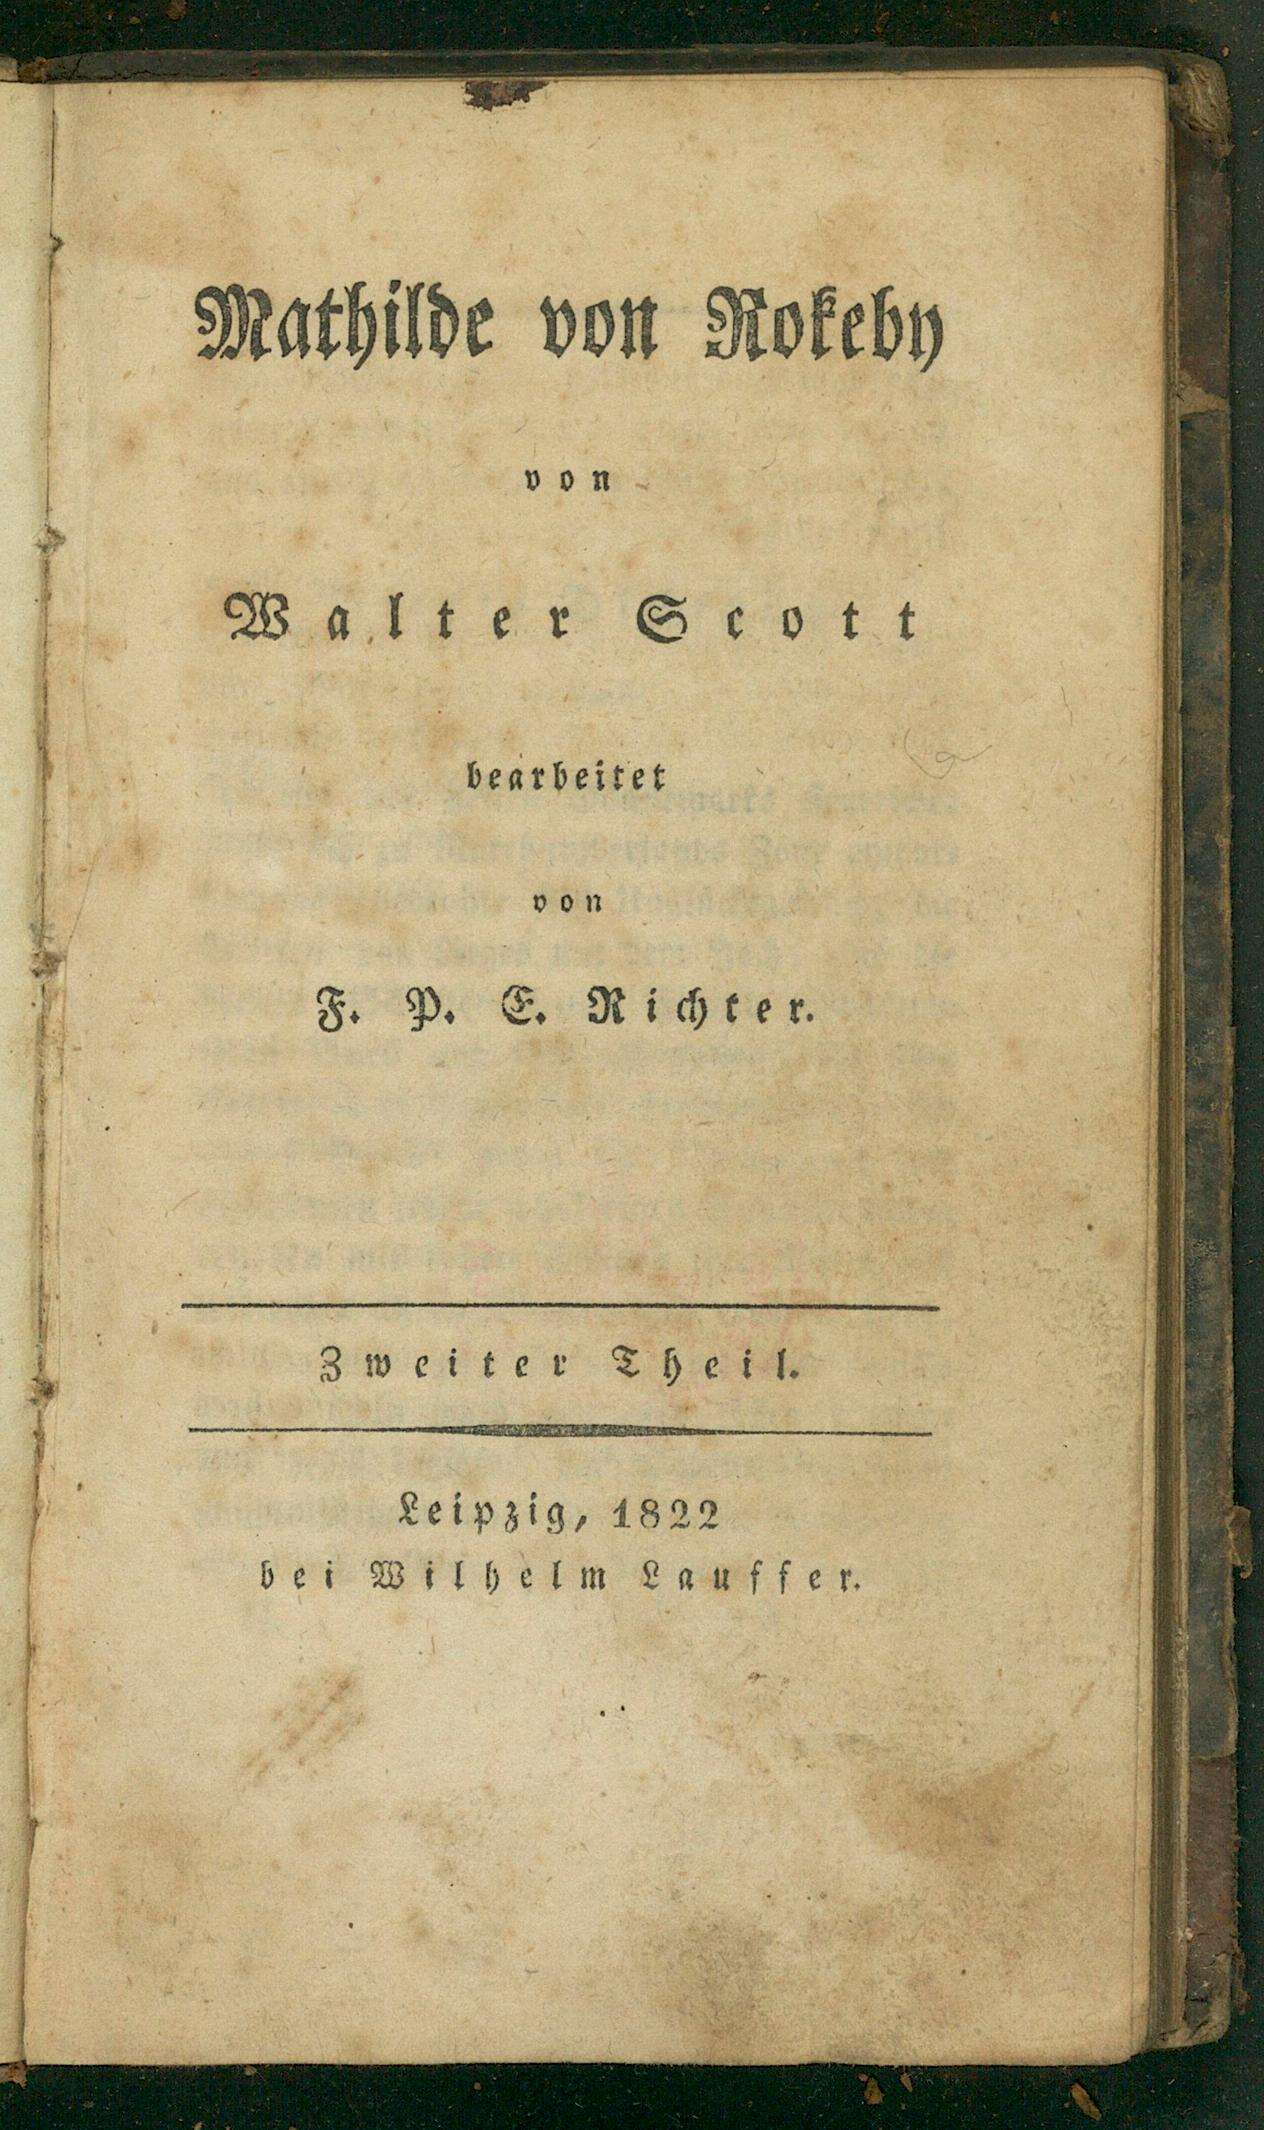 Mathilde von Rokeby
von
Walter Scott
bearbeitet
von
F. P. E. Richter.
Zweiter Theil.
Leipzig, 1822
bei Wilhelm Lauffer.